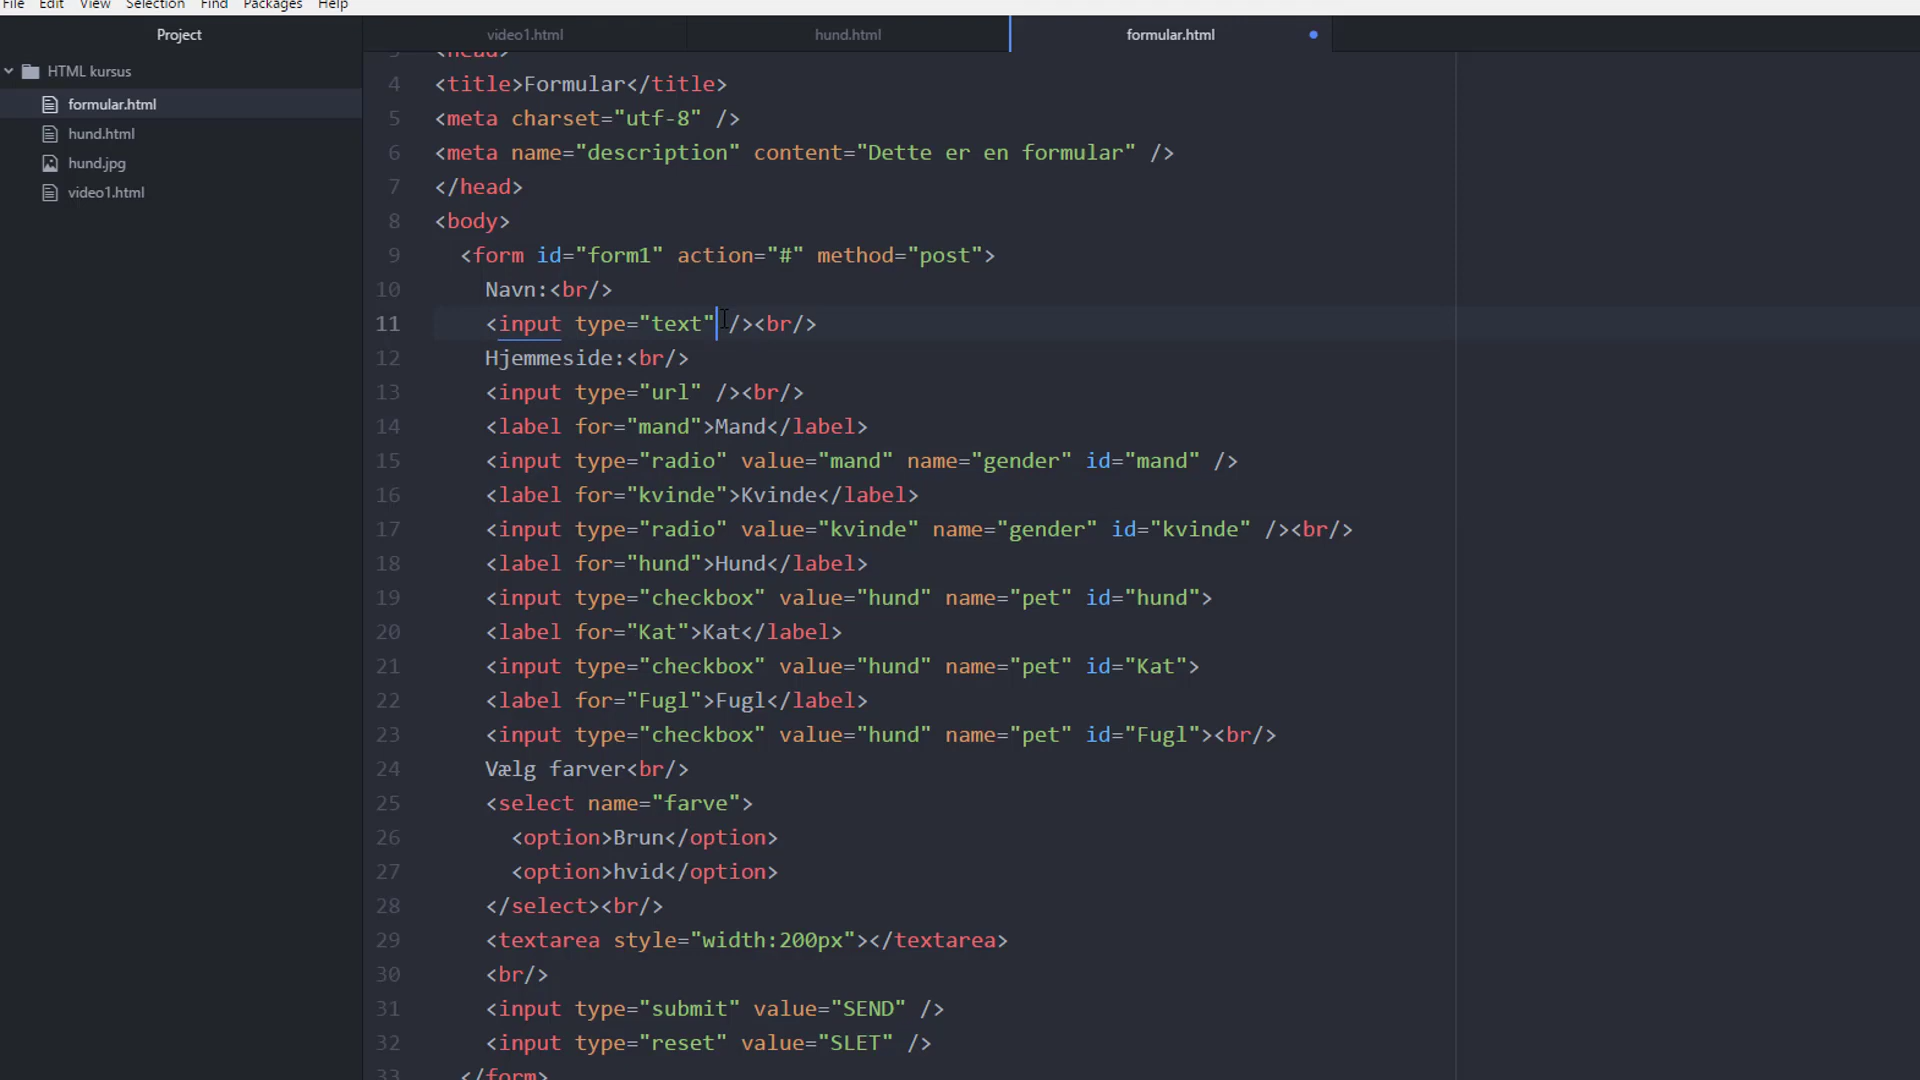 File Edit View Selection Find Packages Help
Project
video1.html
hund.html
formular.html
HTML kursus
formular.html
hund.html
hund.jpg
video1.html
3 <head>
4 <title>Formular</title>
5 <meta charset="utf-8" />
6 <meta name="description" content="Dette er en formular" />
7 </head>
8 <body>
9 <form id="form1" action="#" method="post">
10 Navn:<br/>
11 <input type="text" /><br/>
12 Hjemmeside:<br/>
13 <input type="url" /><br/>
14 <label for="mand">Mand</label>
15 <input type="radio" value="mand" name="gender" id="mand" />
16 <label for="kvinde">Kvinde</label>
17 <input type="radio" value="kvinde" name="gender" id="kvinde" /><br/>
18 <label for="hund">Hund</label>
19 <input type="checkbox" value="hund" name="pet" id="hund">
20 <label for="Kat">Kat</label>
21 <input type="checkbox" value="hund" name="pet" id="Kat">
22 <label for="Fugl">Fugl</label>
23 <input type="checkbox" value="hund" name="pet" id="Fugl"><br/>
24 Vælg farver<br/>
25 <select name="farve">
26 <option>Brun</option>
27 <option>hvid</option>
28 </select><br/>
29 <textarea style="width:200px"></textarea>
30 <br/>
31 <input type="submit" value="SEND" />
32 <input type="reset" value="SLET" />
33 </form>